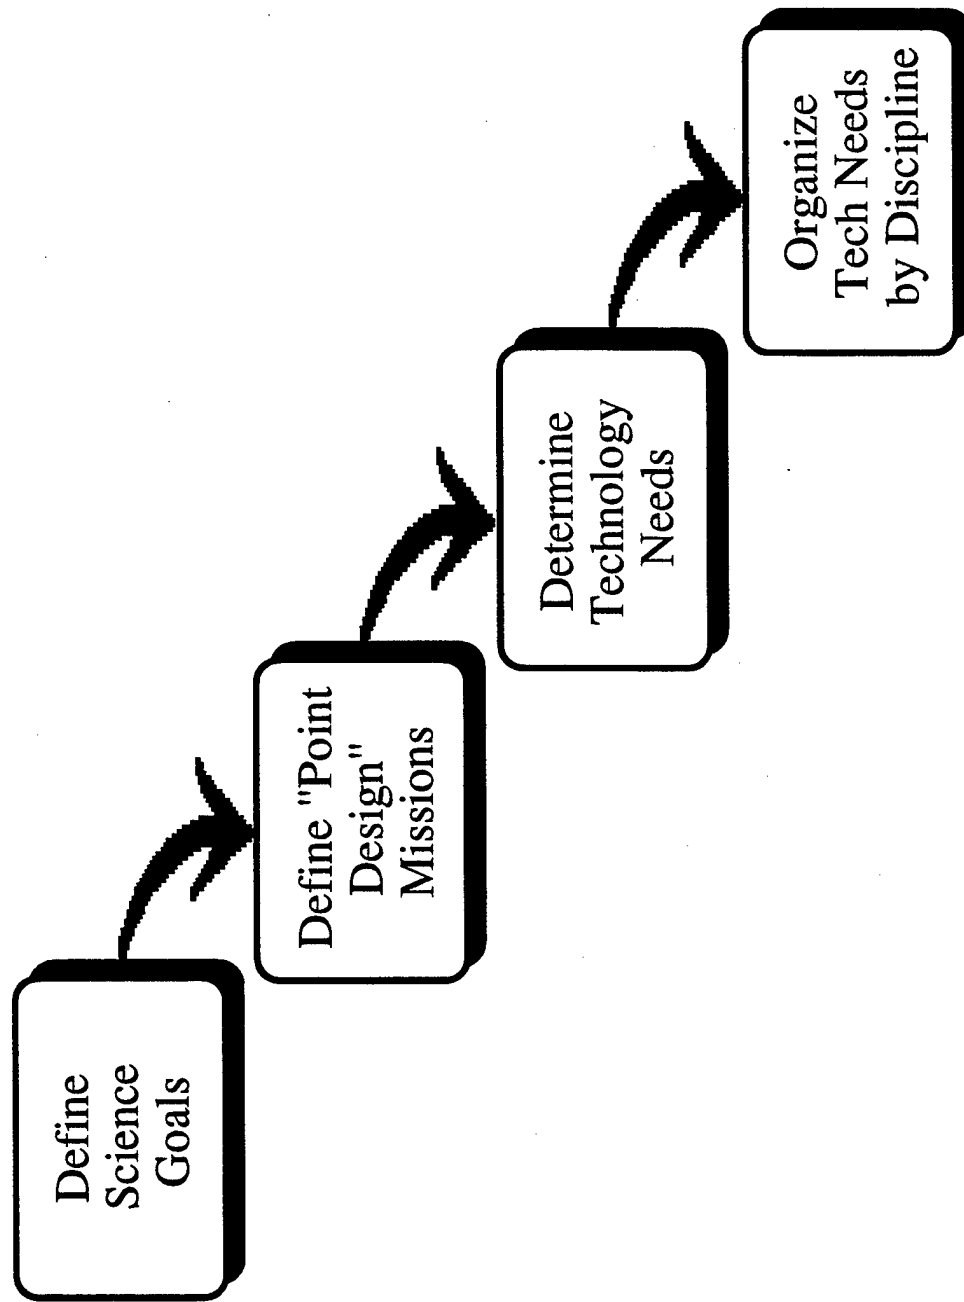 Define
Science
Goals
Define "Point
Design"
Missions
Determine
Technology
Needs
Organize
Tech Needs
by Discipline